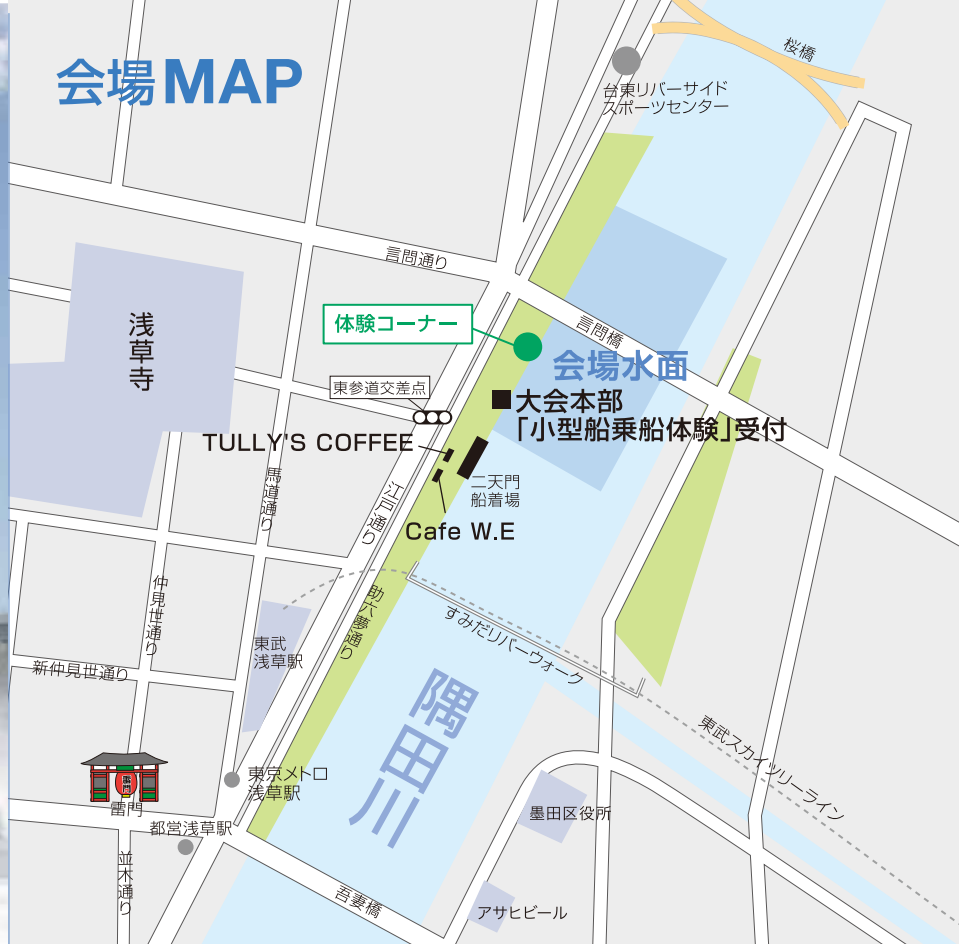 会場MAP
桜橋
台東リバーサイド
スポーツセンター
言問通り
浅草寺
体験コーナー
言問橋
会場水面
東参道交差点
大会本部
「小型船乗船体験」受付
TULLY'S COFFEE
二天門
船着場
馬道通り
江戸通り
Cafe W.E
仲見世通り
助六夢通り
すみだリバーウォーク
東武
浅草駅
新仲見世通り
隅田川
東武スカイツリーライン
雷門
東京メトロ
浅草駅
雷門
墨田区役所
都営浅草駅
並木通り
吾妻橋
アサヒビール